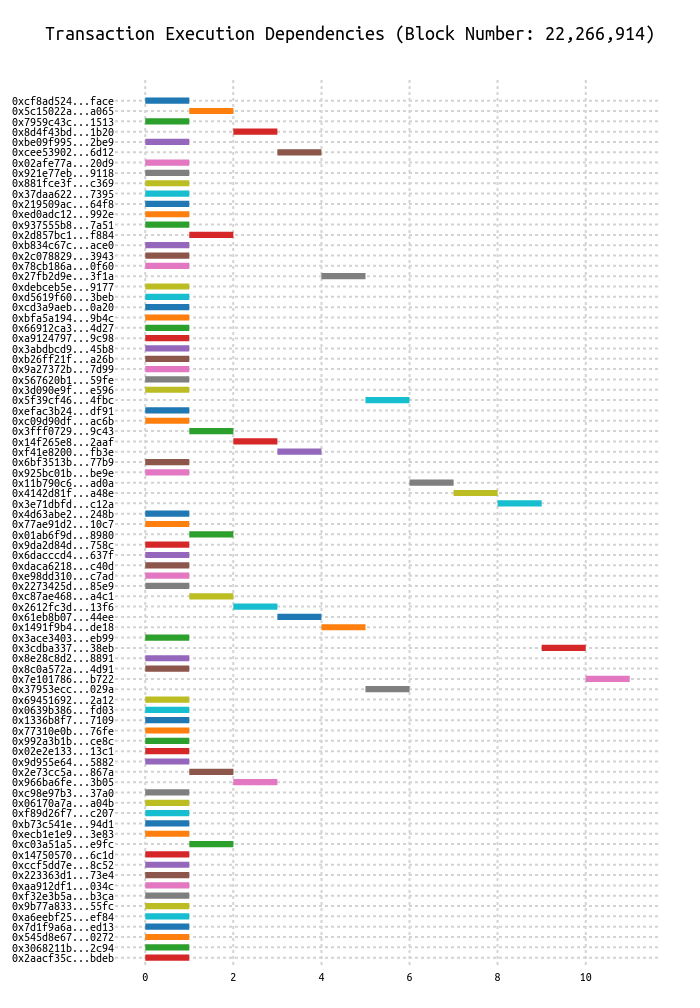 Transaction Execution Dependencies (Block Number: 22,266,914)
0xcf8ad524...face
0x5c15022a...a065
0x7959c43c...1513
0x8d4f43bd...1b20
0xbe09f995...2be9
0xcee53902...6d12
0x02afe77a...20d9
0x921e77eb...9118
0x881fce3f...c369
0x37daa622...7395
0x219509ac...64f8
0xed0adc12...992e
0x937555b8...7a51
0x2d857bc1...f884
0xb834c67c...ace0
0x2c078829...3943
0x78cb186a...0f60
0x27fb2d9e...3f1a
0xdebceb5e...9177
0xd5619f60...3beb
0xcd3a9aeb...0a20
0xbfa5a194...9b4c
0x66912ca3...4d27
0xa9124797...9c98
0x3abdbcd9...45b8
0xb26ff21f...a26b
0x9a27372b...7d99
0x567620b1...59fe
0x3d090e9f...e596
0x5f39cf46...4fbc
0xefac3b24...df91
0xc09d90df...ac6b
0x3fff0729...9c43
0x14f265e8...2aaf
0xf41e8200...fb3e
0x6bf3513b...77b9
0x925bc01b...be9e
0x11b790c6...ad0a
0x4142d81f...a48e
0x3e71dbfd...c12a
0x4d63abe2...248b
0x77ae91d2...10c7
0x01ab6f9d...8980
0x9da2d84d...758c
0x6dacccd4...637f
0xdaca6218...c40d
0xe98dd310...c7ad
0x2273425d...85e9
0xc87ae468...a4c1
0x2612fc3d...13f6
0x61eb8b07...44ee
0x1491f9b4...de18
0x3ace3403...eb99
0x3cdba337...38eb
0x8e28c8d2...8891
0x8c0a572a...4d91
0x7e101786...b722
0x37953ecc...029a
0x69451692...2a12
0x0639b386...fd03
0x1336b8f7...7109
0x77310e0b...76fe
0x992a3b1b...ce8c
0x02e2e133...13c1
0x9d955e64...5882
0x2e73cc5a...867a
0x966ba6fe...3b05
0xc98e97b3...37a0
0x06170a7a...a04b
0xf89d26f7...c207
0xb73c541e...94d1
0xecb1e1e9...3e83
0xc03a51a5...e9fc
0x14750570...6c1d
0xccf5dd7e...8c52
0x223363d1...73e4
0xaa912df1...034c
0xf32e3b5a...b3ca
0x9b77a833...55fc
0xa6eebf25...ef84
0x7d1f9a6a...ed13
0x545d8e67...0272
0x3068211b...2c94
0x2aacf35c...bdeb
0 2 4 6 8 10